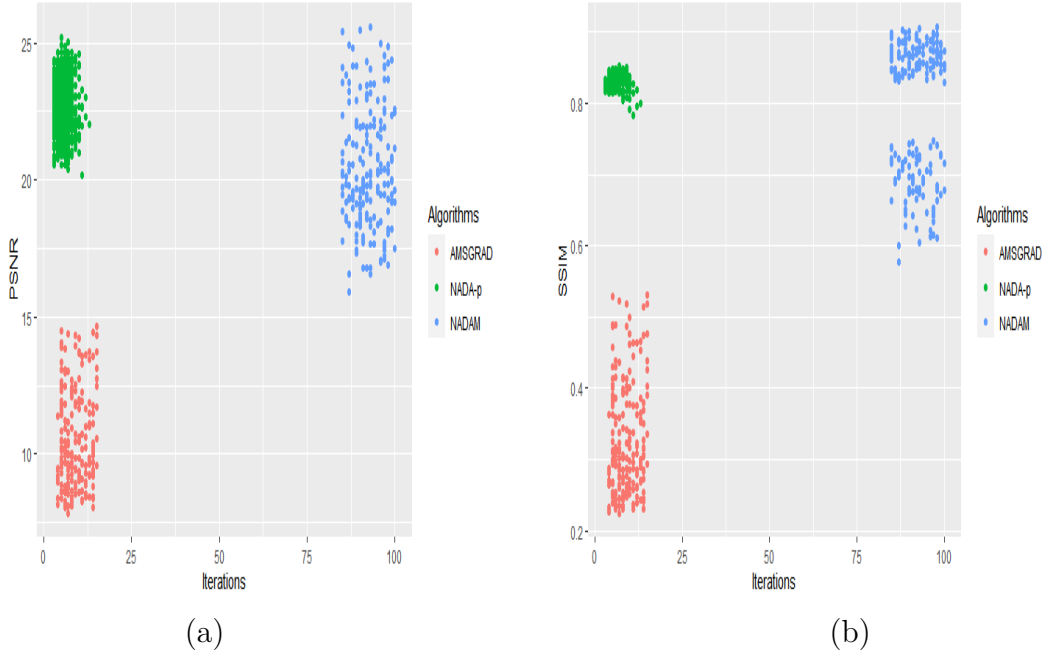 PSNR
25
20
15
10
0 25 50 75 100
Iterations
Algorithms
AMSGRAD
NADA-p
NADAM
(a)
SSIM
0.8
0.6
0.4
0.2
0 25 50 75 100
Iterations
Algorithms
AMSGRAD
NADA-p
NADAM
(b)